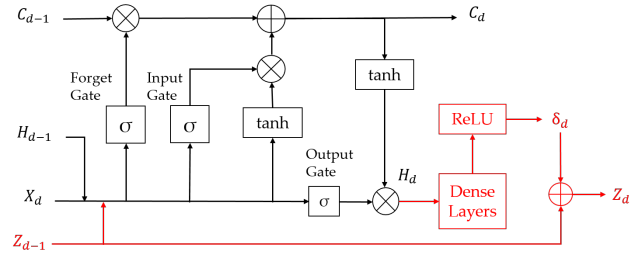 C_{d-1}
C_d
Forget
Gate
Input
Gate
tanh
σ
σ
tanh
H_{d-1}
Output
Gate
H_d
ReLU
δ_d
X_d
σ
Dense
Layers
Z_d
Z_{d-1}